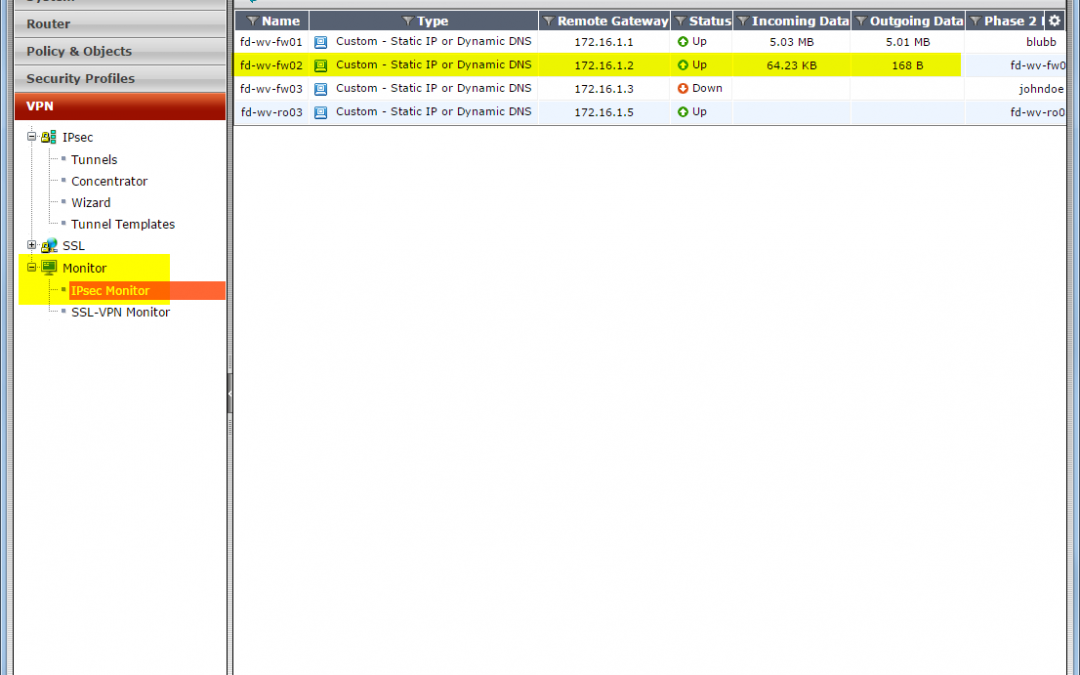 Router
Policy & Objects
Security Profiles
VPN
IPsec
Tunnels
Concentrator
Wizard
Tunnel Templates
SSL
Monitor
IPsec Monitor
SSL-VPN Monitor
Name Type Remote Gateway Status Incoming Data Outgoing Data Phase 2
fd-wv-fw01 Custom - Static IP or Dynamic DNS 172.16.1.1 Up 5.03 MB 5.01 MB blubb
fd-wv-fw02 Custom - Static IP or Dynamic DNS 172.16.1.2 Up 64.23 KB 168 B fd-wv-fw0
fd-wv-fw03 Custom - Static IP or Dynamic DNS 172.16.1.3 Down johndoe
fd-wv-ro03 Custom - Static IP or Dynamic DNS 172.16.1.5 Up fd-wv-ro0